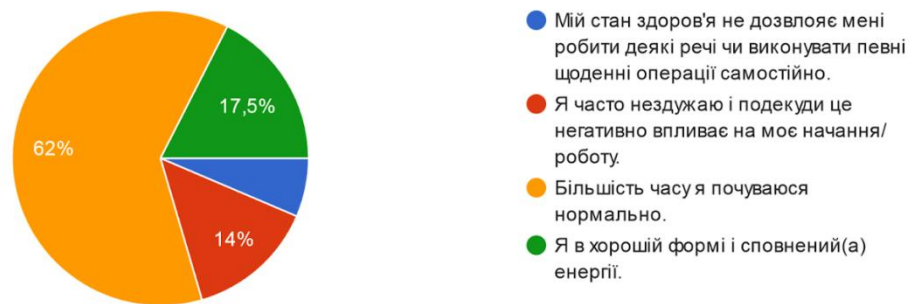 62%
17,5%
14%
Мій стан здоров'я не дозвлояє мені
робити деякі речі чи виконувати певні
щоденні операції самостійно.
Я часто нездужаю і подекуди це
негативно впливає на моє начання/
роботу.
Більшість часу я почуваюся
нормально.
Я в хорошій формі і сповнений(а)
енергії.